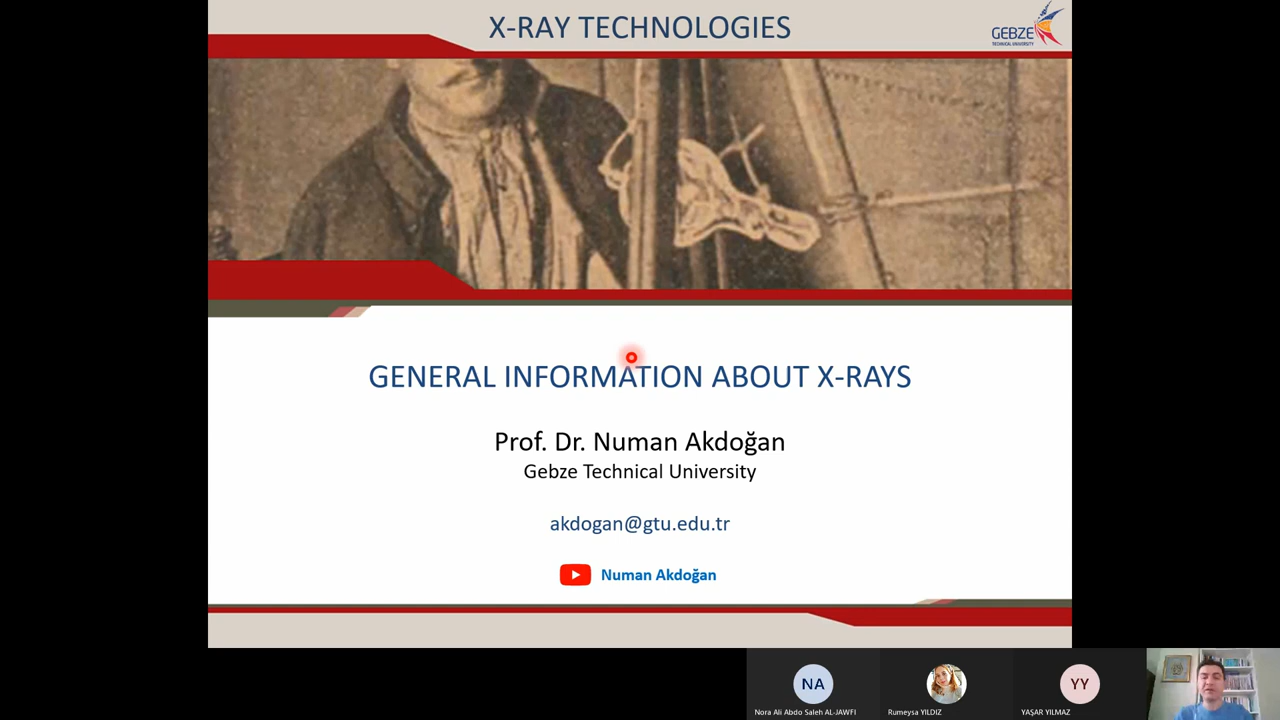 X-RAY TECHNOLOGIES
GEBZE
TECHNICAL UNIVERSITY
GENERAL INFORMATION ABOUT X-RAYS
Prof. Dr. Numan Akdoğan
Gebze Technical University
akdogan@gtu.edu.tr
Numan Akdoğan
NA
YY
Nora Ali Abdo Saleh AL-JAWFI
Rumeysa YILDIZ
YAŞAR YILMAZ